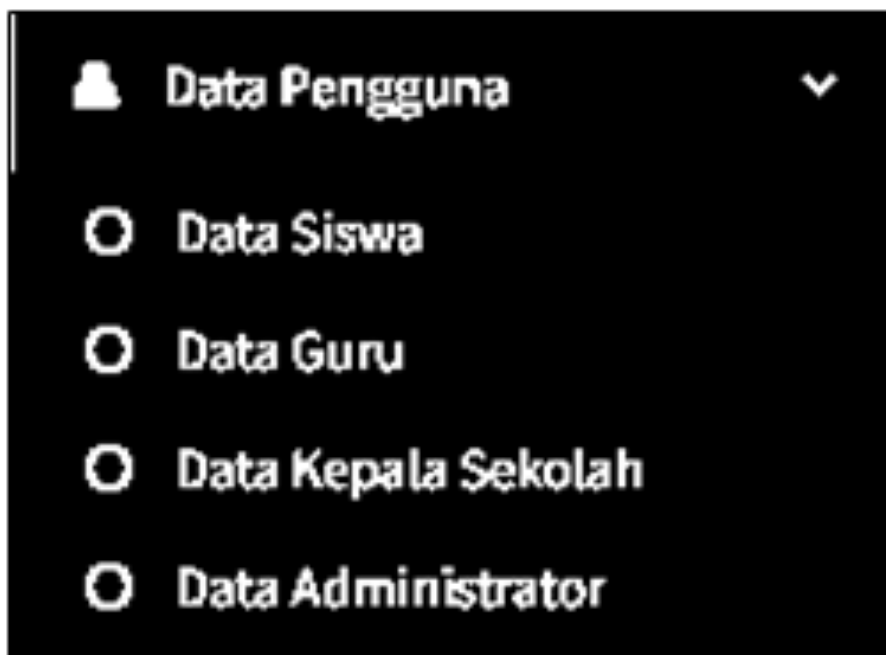 Data Pengguna
Data Siswa
Data Guru
Data Kepala Sekolah
Data Administrator